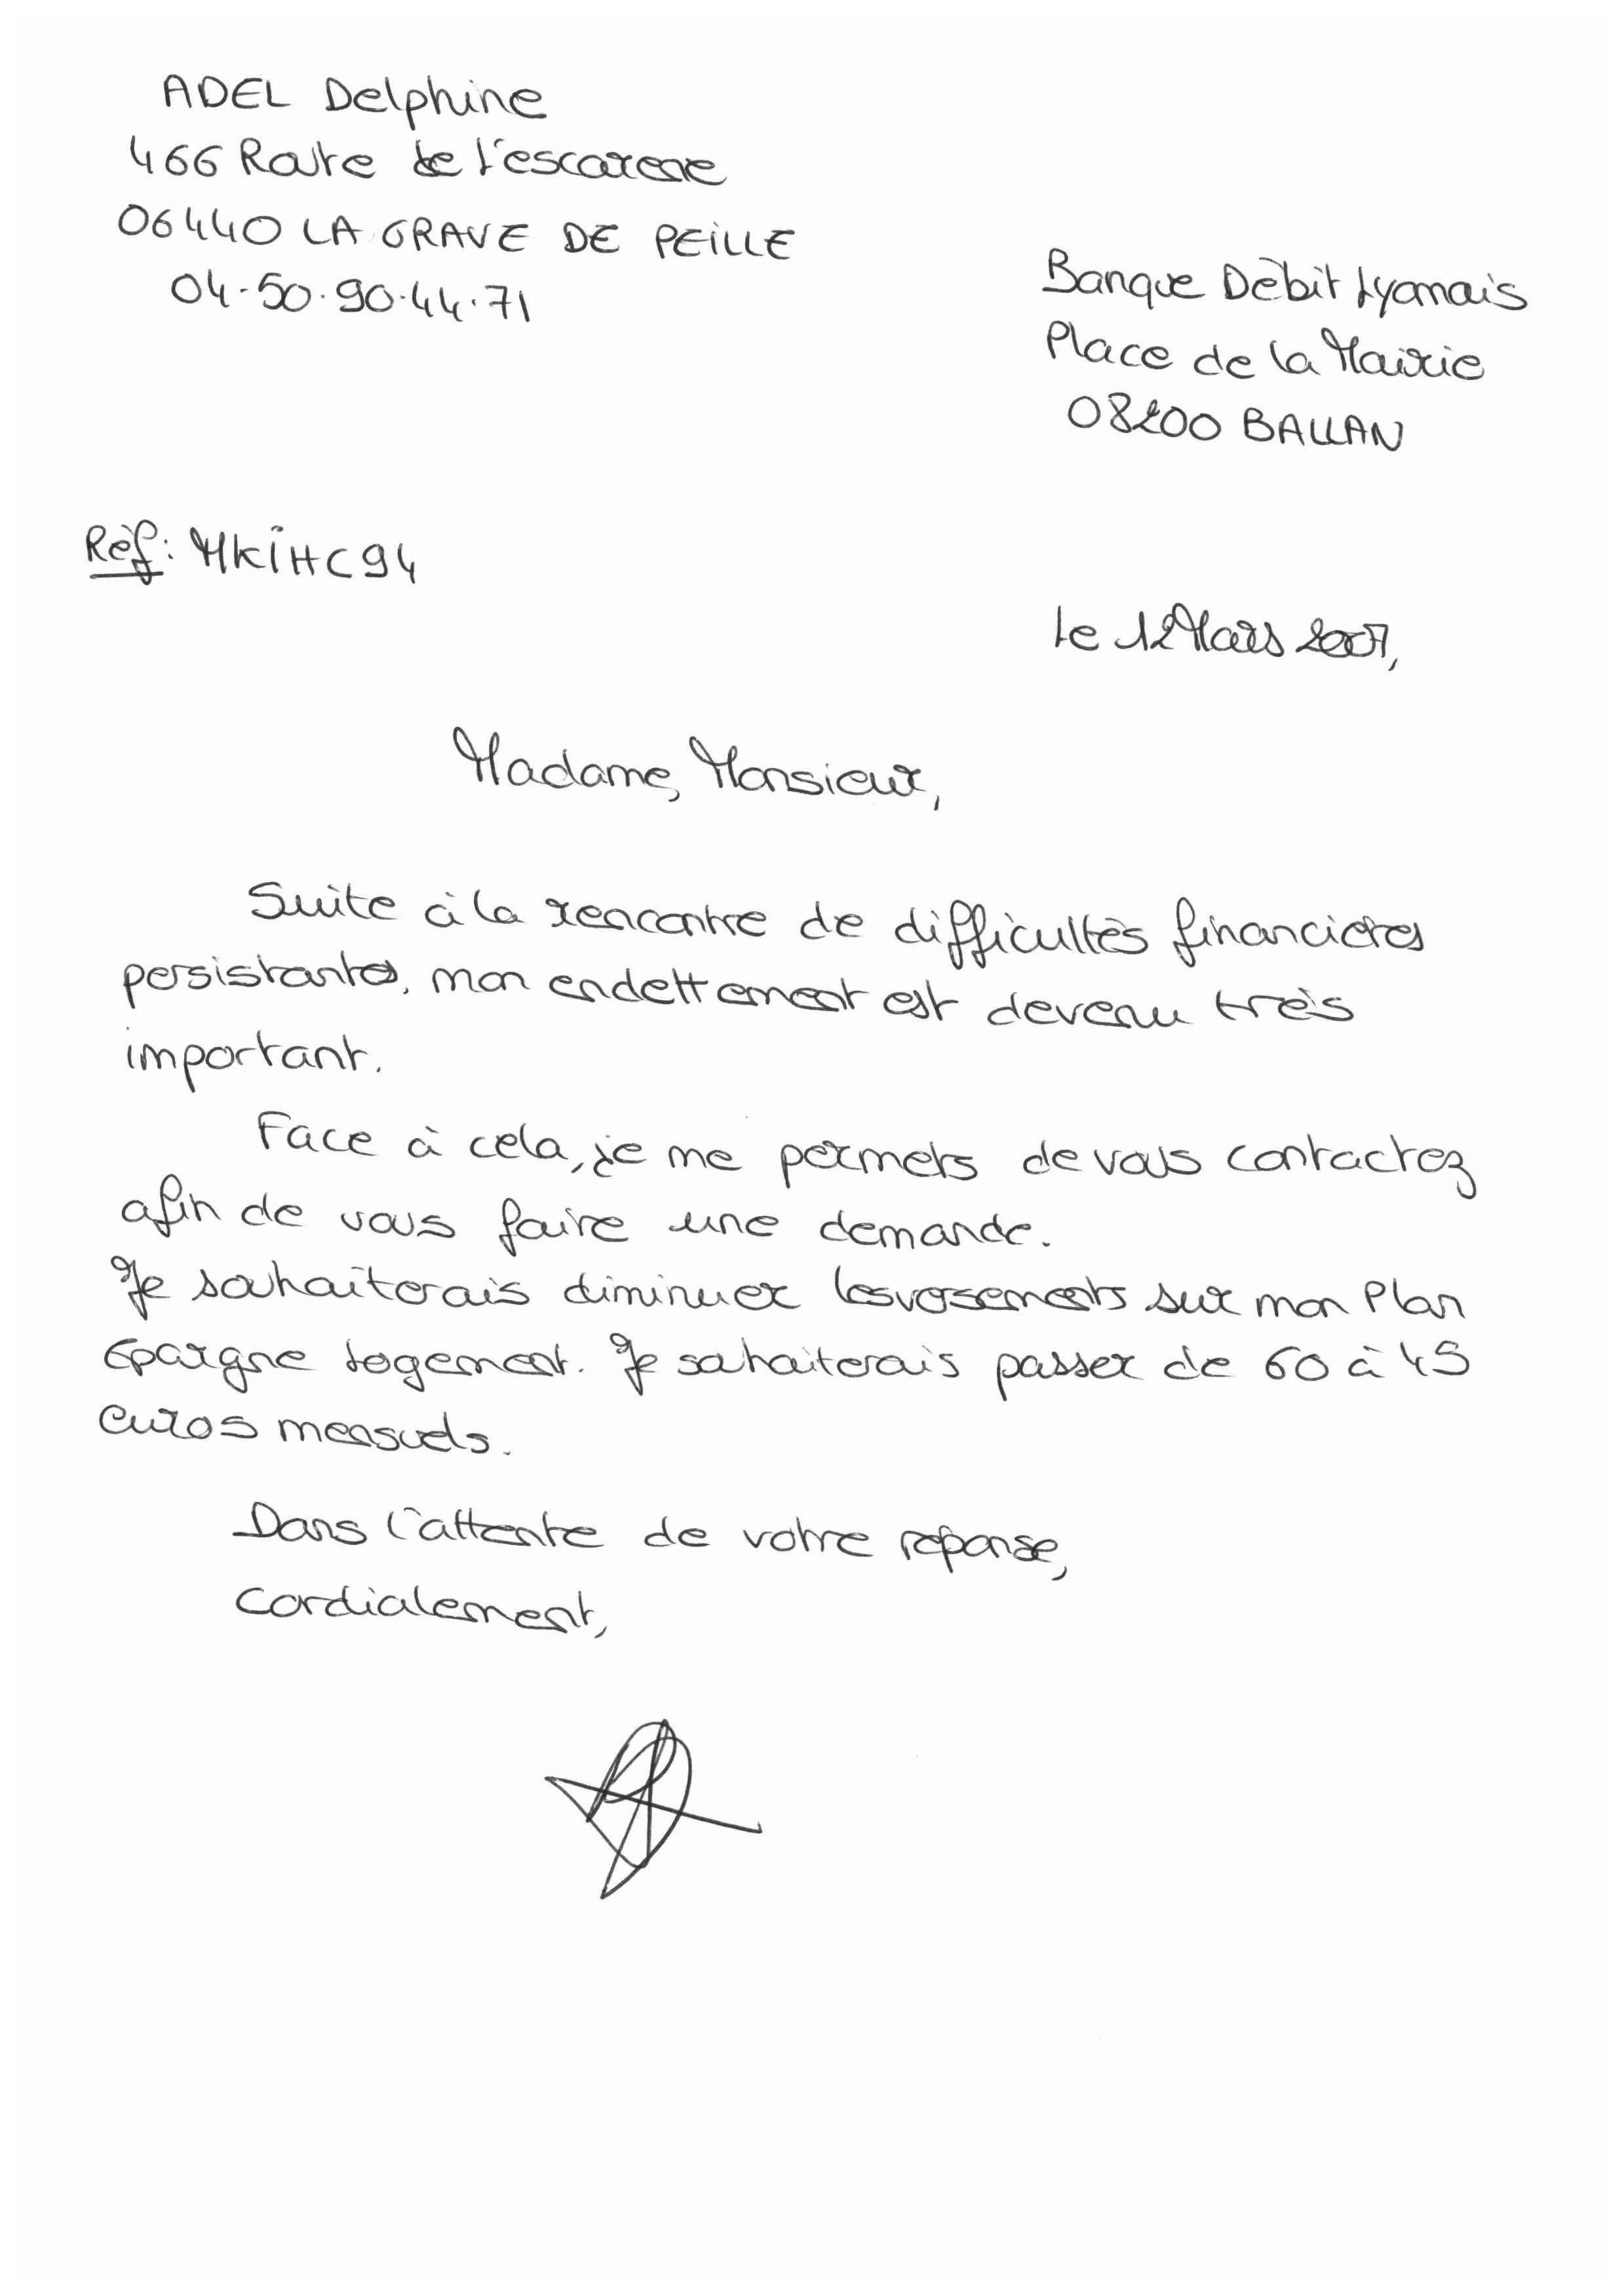 ADEL Delphine
466 Route de l'escarene
06440 LA GRAVE DE PEILLE
04.50.90.44.71
Banque Débit Lyonnais
Place de la Mairie
08200 BALLAN
Réf: MKIHC94
Le 12 Mars 2007,
Madame, Monsieur,
Suite à la rencontre de difficultés financières
persistantes, mon endettement est devenu très
important.
Face à cela, je me permets de vous contactez
afin de vous faire une demande.
Je souhaiterais diminuer les versements sur mon Plan
Epargne Logement. Je souhaiterais passer de 60 à 45
euros mensuels.
Dans l'attente de votre réponse,
Cordialement,